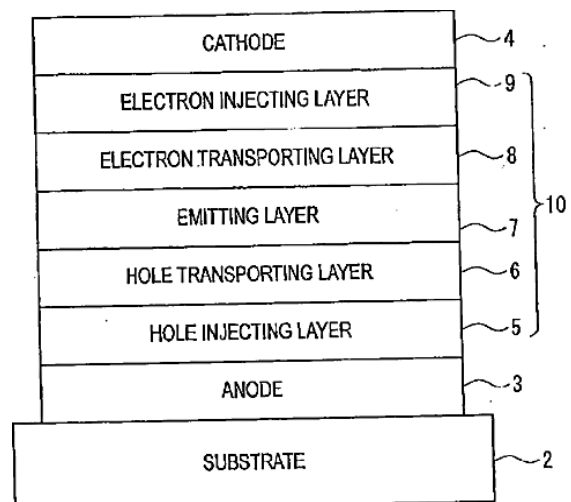 CATHODE 4
ELECTRON INJECTING LAYER 9
ELECTRON TRANSPORTING LAYER 8
10
EMITTING LAYER 7
HOLE TRANSPORTING LAYER 6
HOLE INJECTING LAYER 5
ANODE 3
SUBSTRATE 2